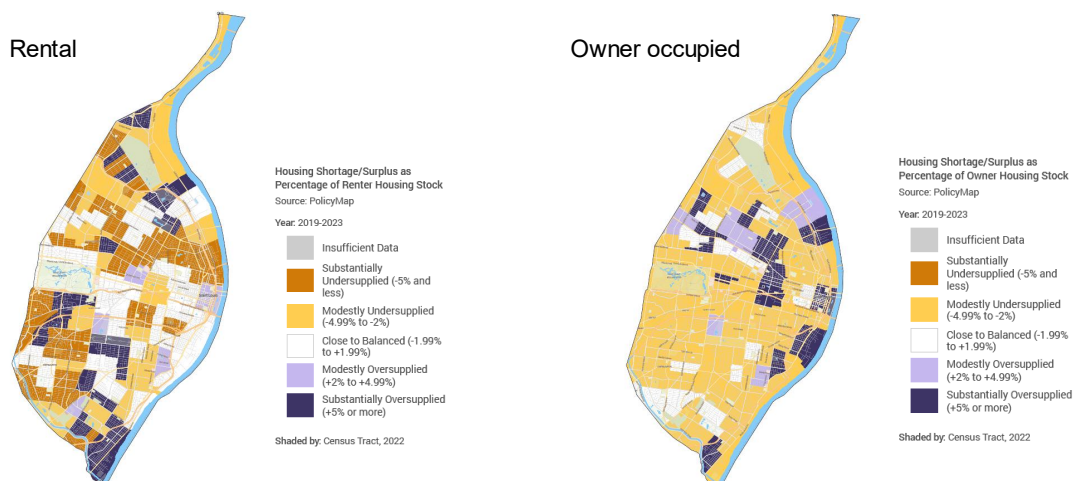 Rental
Housing Shortage/Surplus as
Percentage of Renter Housing Stock
Source: PolicyMap
Year: 2019-2023
Insufficient Data
Substantially
Undersupplied (-5% and
less)
Modestly Undersupplied
(-4.99% to -2%)
Close to Balanced (-1.99%
to +1.99%)
Modestly Oversupplied
(+2% to +4.99%)
Substantially Oversupplied
(+5% or more)
Shaded by: Census Tract, 2022
Owner occupied
Housing Shortage/Surplus as
Percentage of Owner Housing Stock
Source: PolicyMap
Year: 2019-2023
Insufficient Data
Substantially
Undersupplied (-5% and
less)
Modestly Undersupplied
(-4.99% to -2%)
Close to Balanced (-1.99%
to +1.99%)
Modestly Oversupplied
(+2% to +4.99%)
Substantially Oversupplied
(+5% or more)
Shaded by: Census Tract, 2022